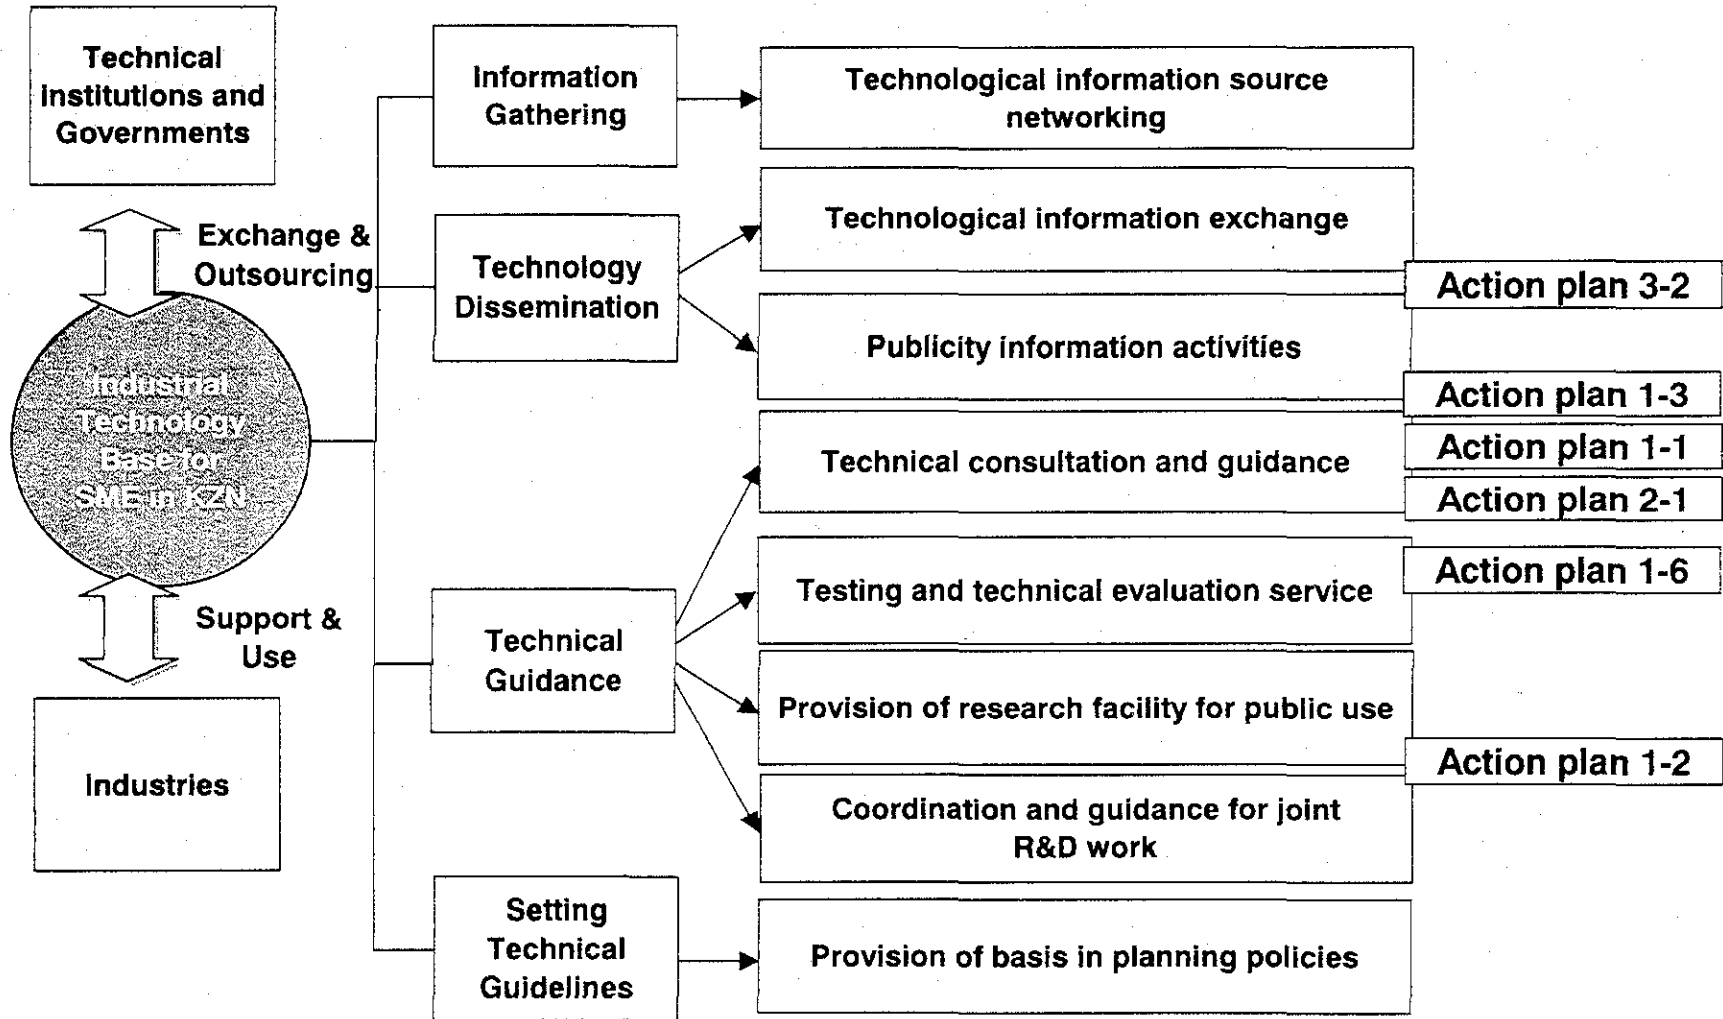 Technical
Institutions and
Governments
Exchange &
Outsourcing
Industrial
Technology
Base for
SME in KZN
Support &
Use
Industries
Information
Gathering
Technology
Dissemination
Technical
Guidance
Setting
Technical
Guidelines
Technological information source
networking
Technological information exchange
Publicity information activities
Technical consultation and guidance
Testing and technical evaluation service
Provision of research facility for public use
Coordination and guidance for joint
R&D work
Provision of basis in planning policies
Action plan 3-2
Action plan 1-3
Action plan 1-1
Action plan 2-1
Action plan 1-6
Action plan 1-2